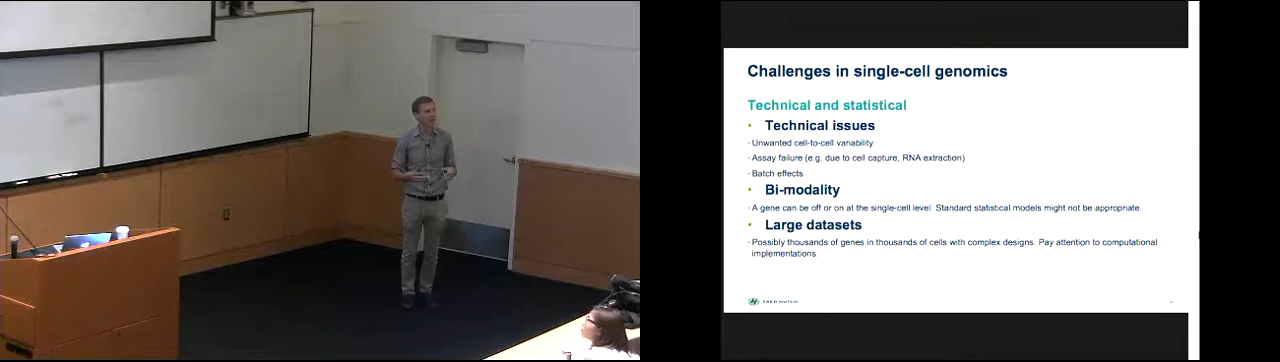 Challenges in single-cell genomics
Technical and statistical
• Technical issues
· Unwanted cell-to-cell variability
· Assay failure (e.g. due to cell capture, RNA extraction)
· Batch effects
• Bi-modality
· A gene can be off or on at the single-cell level. Standard statistical models might not be appropriate.
• Large datasets
· Possibly thousands of genes in thousands of cells with complex designs. Pay attention to computational
implementations.
FRED HUTCH